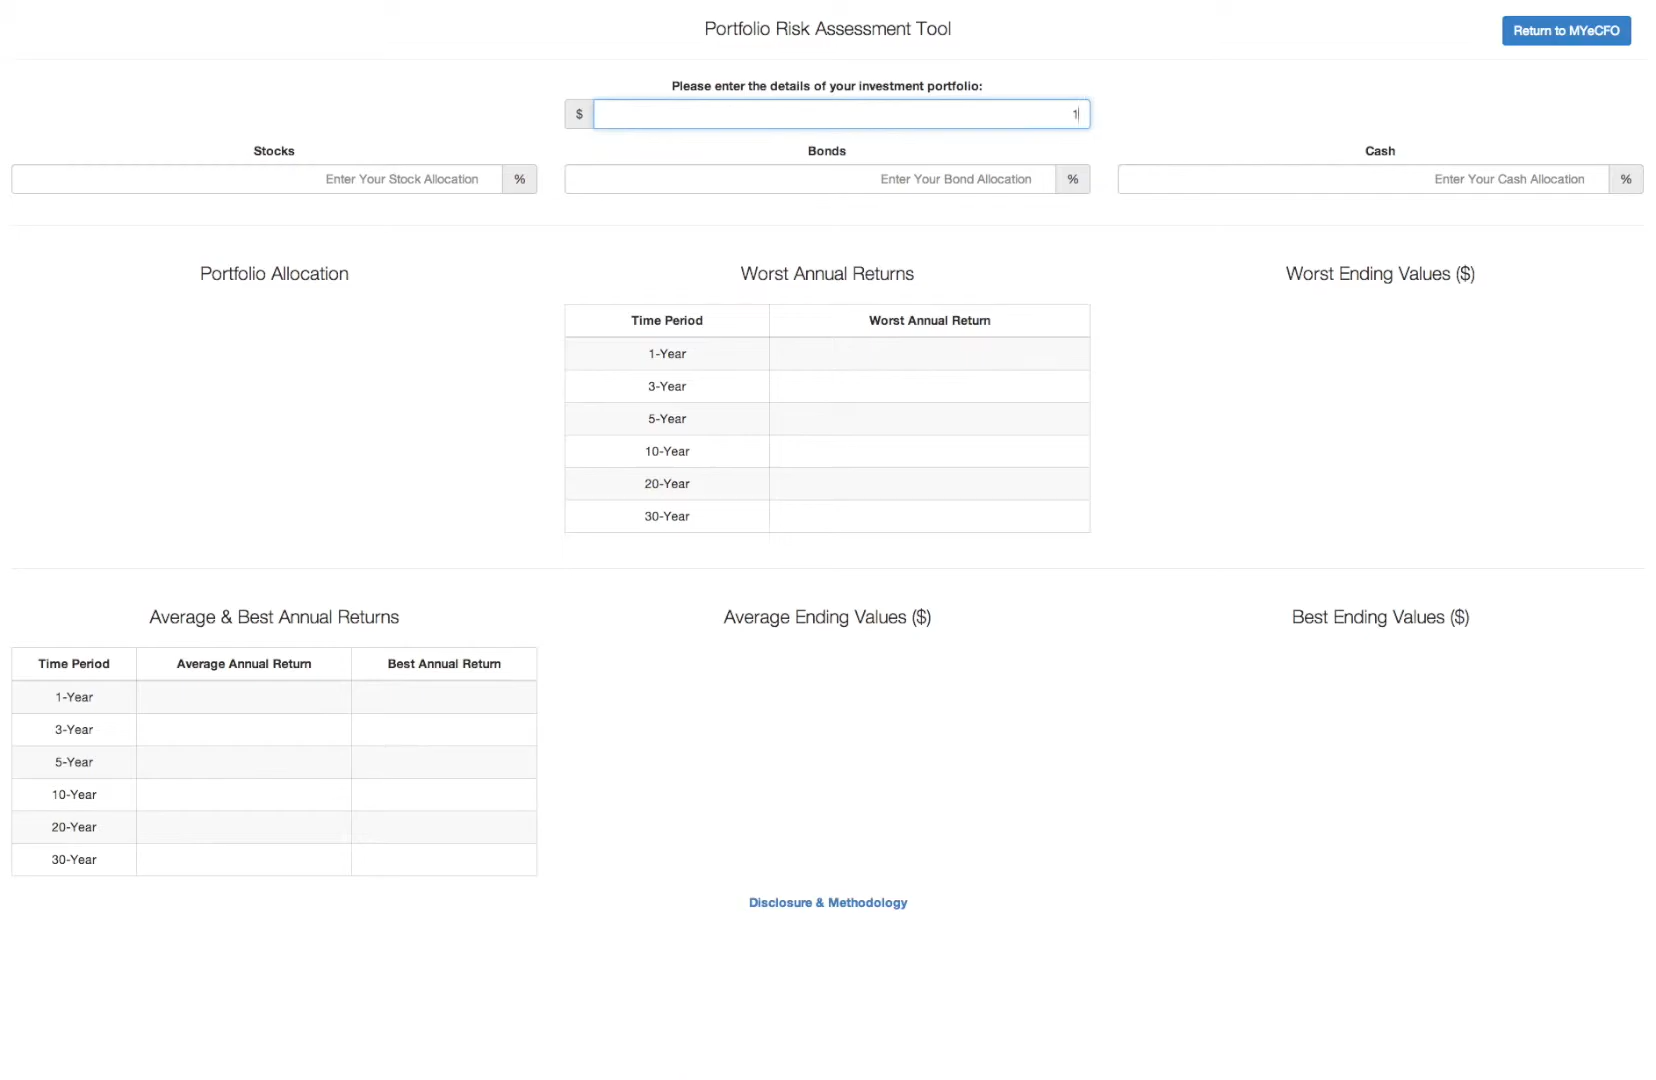 Portfolio Risk Assessment Tool
Return to MYeCFO
Please enter the details of your investment portfolio:
$ 1
Stocks Bonds Cash
Enter Your Stock Allocation % Enter Your Bond Allocation % Enter Your Cash Allocation %
Portfolio Allocation Worst Annual Returns Worst Ending Values ($)
Time Period Worst Annual Return
1-Year
3-Year
5-Year
10-Year
20-Year
30-Year
Average & Best Annual Returns Average Ending Values ($) Best Ending Values ($)
Time Period Average Annual Return Best Annual Return
1-Year
3-Year
5-Year
10-Year
20-Year
30-Year
Disclosure & Methodology